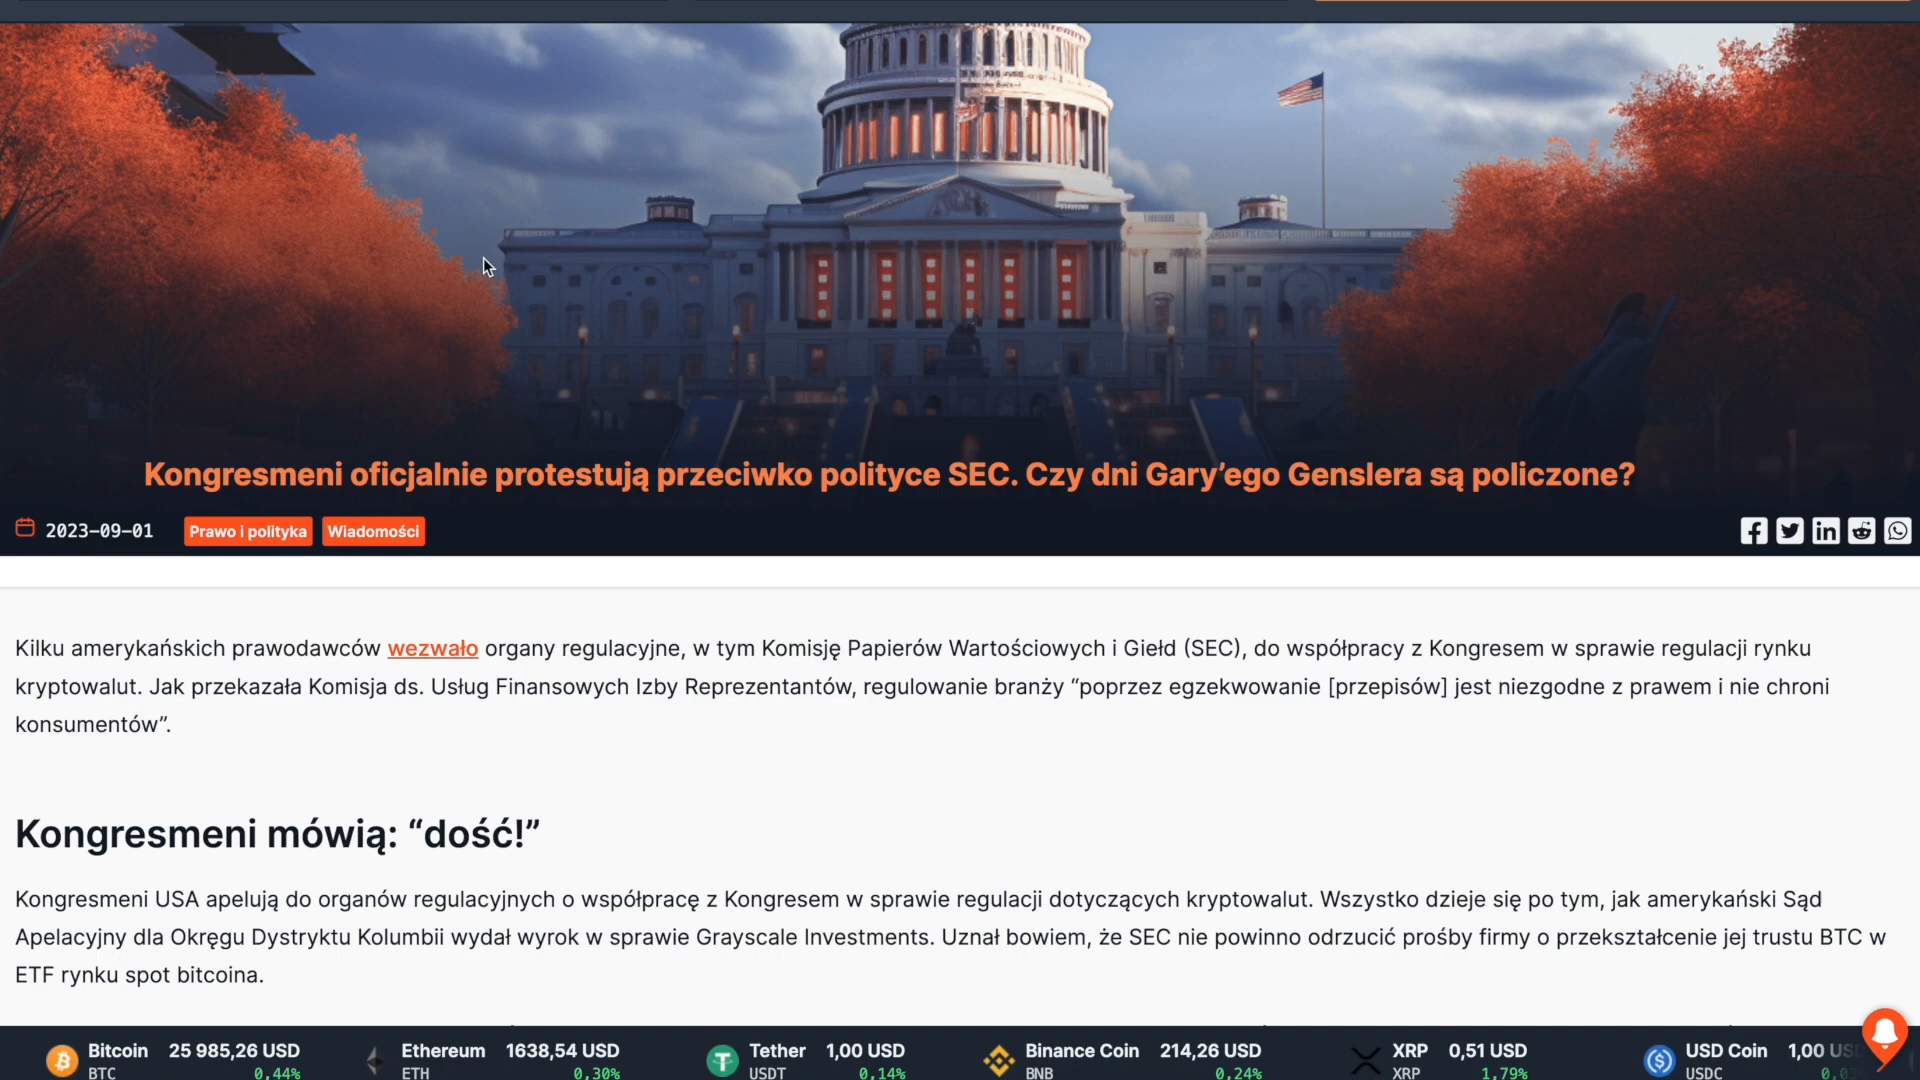 Kongresmeni oficjalnie protestują przeciwko polityce SEC. Czy dni Gary’ego Genslera są policzone?
2023-09-01 Prawo i polityka Wiadomości
Kilku amerykańskich prawodawców wezwało organy regulacyjne, w tym Komisję Papierów Wartościowych i Giełd (SEC), do współpracy z Kongresem w sprawie regulacji rynku
kryptowalut. Jak przekazała Komisja ds. Usług Finansowych Izby Reprezentantów, regulowanie branży “poprzez egzekwowanie [przepisów] jest niezgodne z prawem i nie chroni
konsumentów”.
Kongresmeni mówią: “dość!”
Kongresmeni USA apelują do organów regulacyjnych o współpracę z Kongresem w sprawie regulacji dotyczących kryptowalut. Wszystko dzieje się po tym, jak amerykański Sąd
Apelacyjny dla Okręgu Dystryktu Kolumbii wydał wyrok w sprawie Grayscale Investments. Uznał bowiem, że SEC nie powinno odrzucić prośby firmy o przekształcenie jej trustu BTC w
ETF rynku spot bitcoina.
Bitcoin 25 985,26 USD Ethereum 1638,54 USD Tether 1,00 USD Binance Coin 214,26 USD XRP 0,51 USD USD Coin 1,00 USD
BTC 0,44% ETH 0,30% USDT 0,14% BNB 0,24% XRP 1,79% USDC